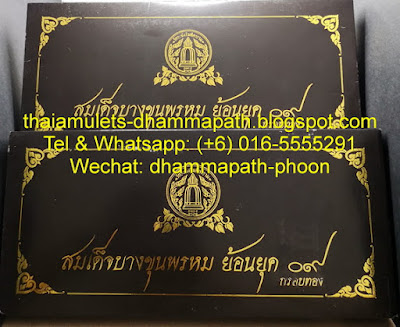 สมเด็จบางขุนพรหม ย้อนยุค ๐๙
thaiamulets-dhammapath.blogspot.com
Tel & Whatsapp: (+6) 016-5555291
Wechat: dhammapath-phoon
สมเด็จบางขุนพรหม ย้อนยุค ๐๙